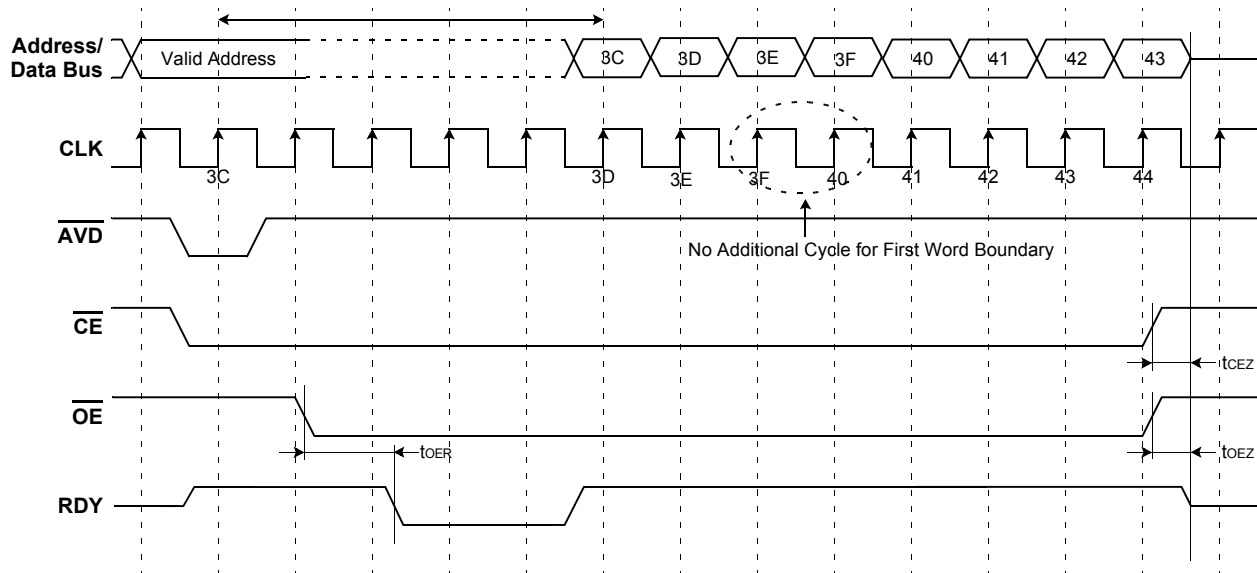 Address/
Data Bus
Valid Address
3C 3D 3E 3F 40 41 42 43
CLK
3C 3D 3E 3F 40 41 42 43 44
AVD
No Additional Cycle for First Word Boundary
CE
tCEZ
OE
tOER
tOEZ
RDY